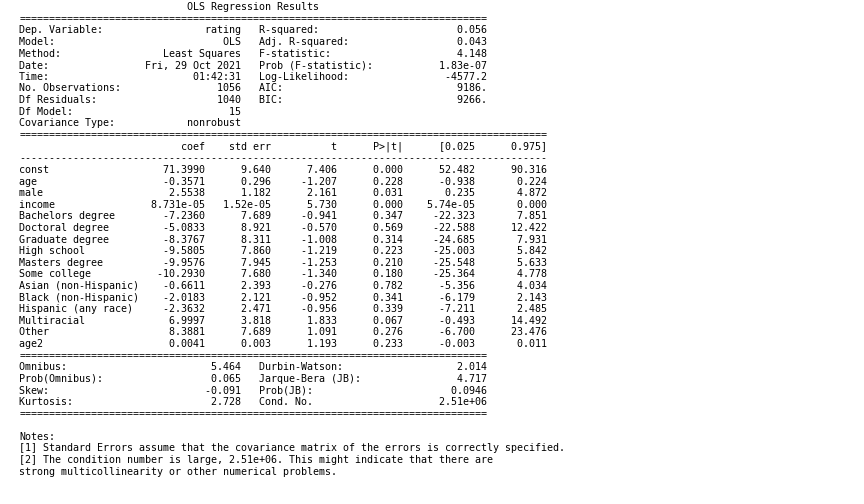 OLS Regression Results
==============================================================================
Dep. Variable:                 rating   R-squared:                       0.056
Model:                            OLS   Adj. R-squared:                  0.043
Method:                 Least Squares   F-statistic:                     4.148
Date:                Fri, 29 Oct 2021   Prob (F-statistic):           1.83e-07
Time:                        01:42:31   Log-Likelihood:                -4577.2
No. Observations:                1056   AIC:                             9186.
Df Residuals:                    1040   BIC:                             9266.
Df Model:                          15
Covariance Type:            nonrobust
========================================================================================
                           coef    std err          t      P>|t|      [0.025      0.975]
----------------------------------------------------------------------------------------
const                   71.3990      9.640      7.406      0.000      52.482      90.316
age                     -0.3571      0.296     -1.207      0.228      -0.938       0.224
male                     2.5538      1.182      2.161      0.031       0.235       4.872
income                8.731e-05   1.52e-05      5.730      0.000    5.74e-05       0.000
Bachelors degree        -7.2360      7.689     -0.941      0.347     -22.323       7.851
Doctoral degree         -5.0833      8.921     -0.570      0.569     -22.588      12.422
Graduate degree         -8.3767      8.311     -1.008      0.314     -24.685       7.931
High school             -9.5805      7.860     -1.219      0.223     -25.003       5.842
Masters degree          -9.9576      7.945     -1.253      0.210     -25.548       5.633
Some college           -10.2930      7.680     -1.340      0.180     -25.364       4.778
Asian (non-Hispanic)    -0.6611      2.393     -0.276      0.782      -5.356       4.034
Black (non-Hispanic)    -2.0183      2.121     -0.952      0.341      -6.179       2.143
Hispanic (any race)     -2.3632      2.471     -0.956      0.339      -7.211       2.485
Multiracial              6.9997      3.818      1.833      0.067      -0.493      14.492
Other                    8.3881      7.689      1.091      0.276      -6.700      23.476
age2                     0.0041      0.003      1.193      0.233      -0.003       0.011
==============================================================================
Omnibus:                        5.464   Durbin-Watson:                   2.014
Prob(Omnibus):                  0.065   Jarque-Bera (JB):                4.717
Skew:                          -0.091   Prob(JB):                       0.0946
Kurtosis:                       2.728   Cond. No.                     2.51e+06
==============================================================================

Notes:
[1] Standard Errors assume that the covariance matrix of the errors is correctly specified.
[2] The condition number is large, 2.51e+06. This might indicate that there are
strong multicollinearity or other numerical problems.